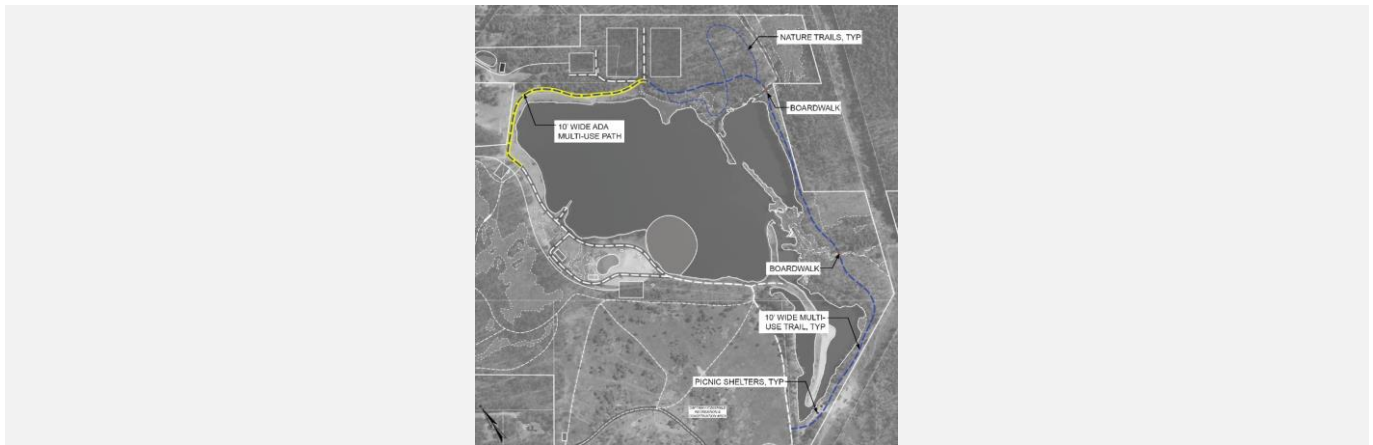 NATURE TRAILS, TYP
BOARDWALK
10' WIDE ADA
MULTI-USE PATH
BOARDWALK
10' WIDE MULTI-
USE TRAIL, TYP
PICNIC SHELTERS, TYP